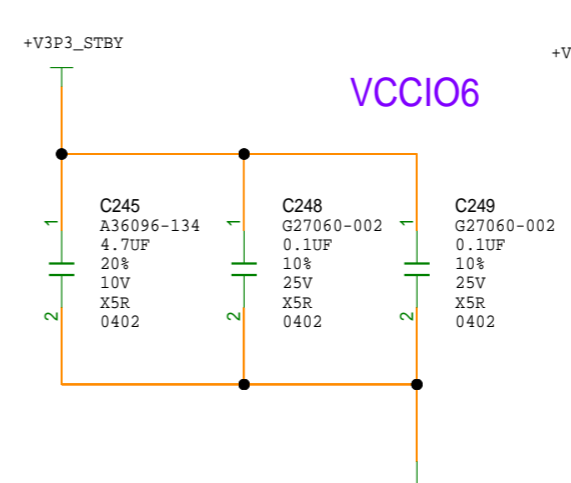 +V3P3_STBY
+V
VCCIO6
C245
A36096-134
4.7UF
20%
10V
X5R
0402
1
2
C248
G27060-002
0.1UF
10%
25V
X5R
0402
1
2
C249
G27060-002
0.1UF
10%
25V
X5R
0402
1
2